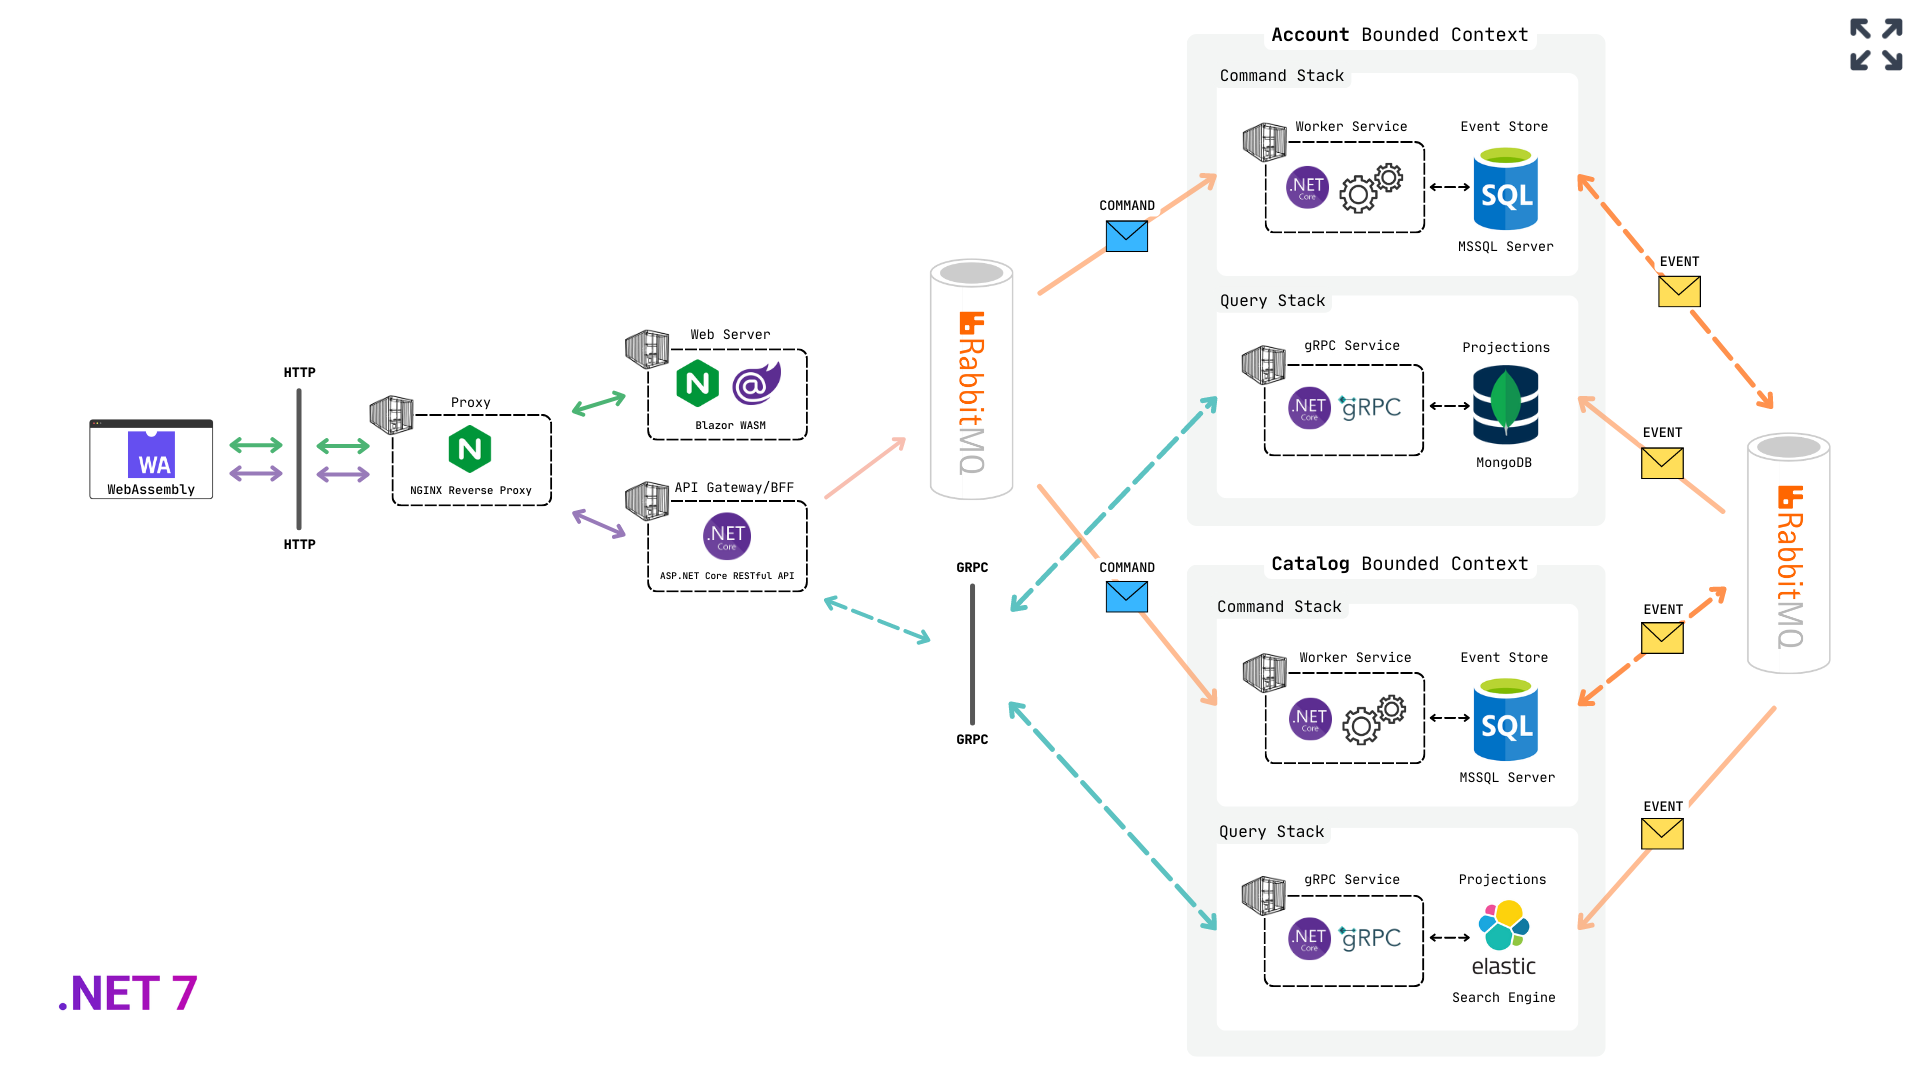 HTTP
WA
WebAssembly
HTTP
Proxy
N
NGINX Reverse Proxy
Web Server
N
@
Blazor WASM
API Gateway/BFF
.NET
Core
ASP.NET Core RESTful API
RabbitMQ
GRPC
GRPC
COMMAND
COMMAND
Account Bounded Context
Command Stack
Worker Service
.NET
Core
Event Store
SQL
MSSQL Server
Query Stack
gRPC Service
.NET
Core
gRPC
Projections
MongoDB
Catalog Bounded Context
Command Stack
Worker Service
.NET
Core
Event Store
SQL
MSSQL Server
Query Stack
gRPC Service
.NET
Core
gRPC
Projections
elastic
Search Engine
EVENT
EVENT
EVENT
EVENT
RabbitMQ
.NET 7